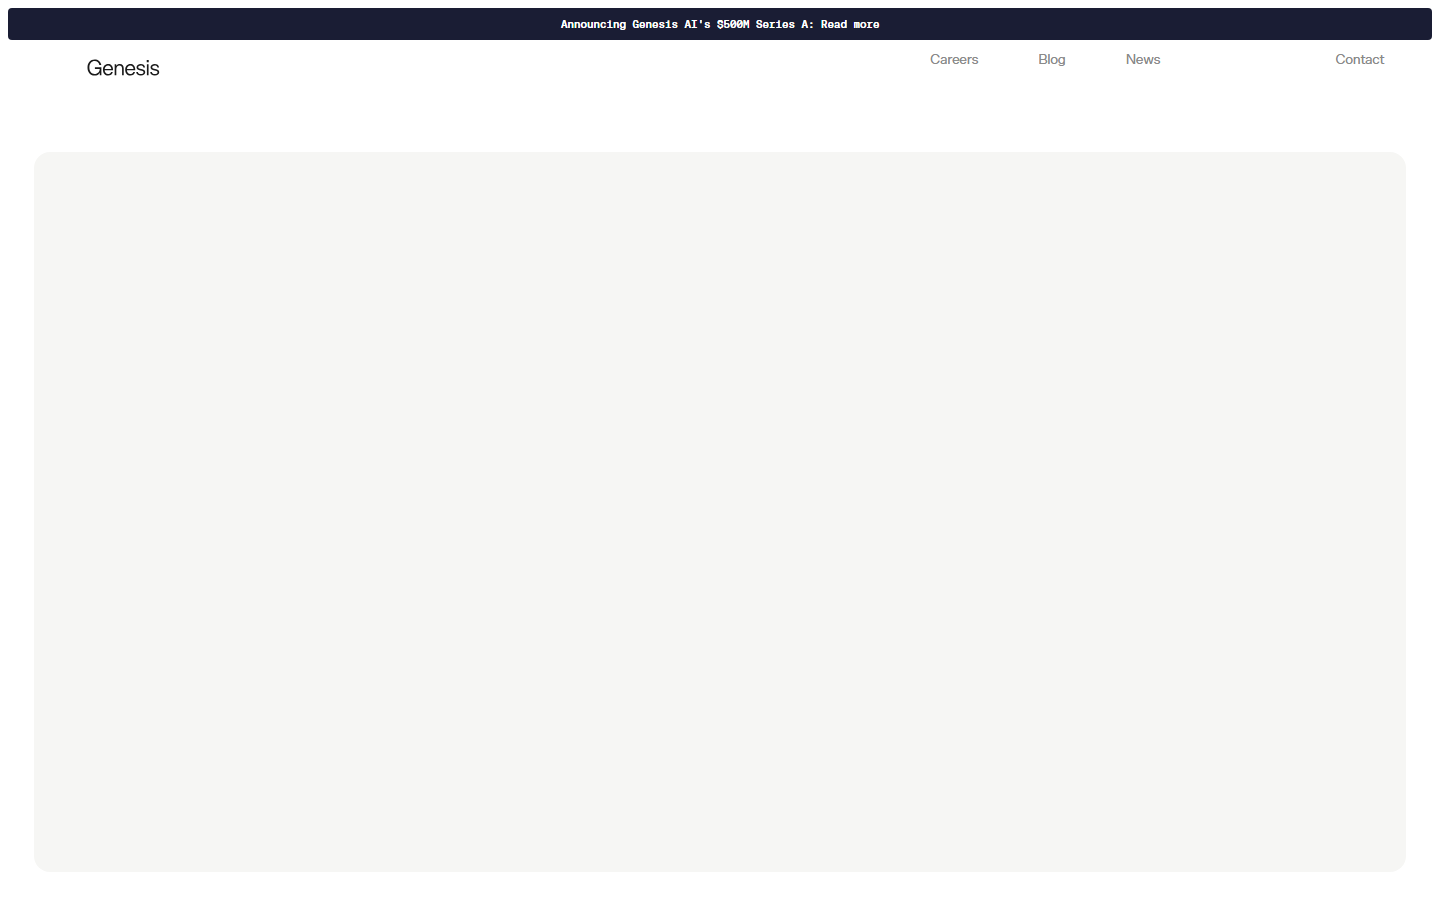 Announcing Genesis AI's $500M Series A: Read more
Genesis
Careers
Blog
News
Contact